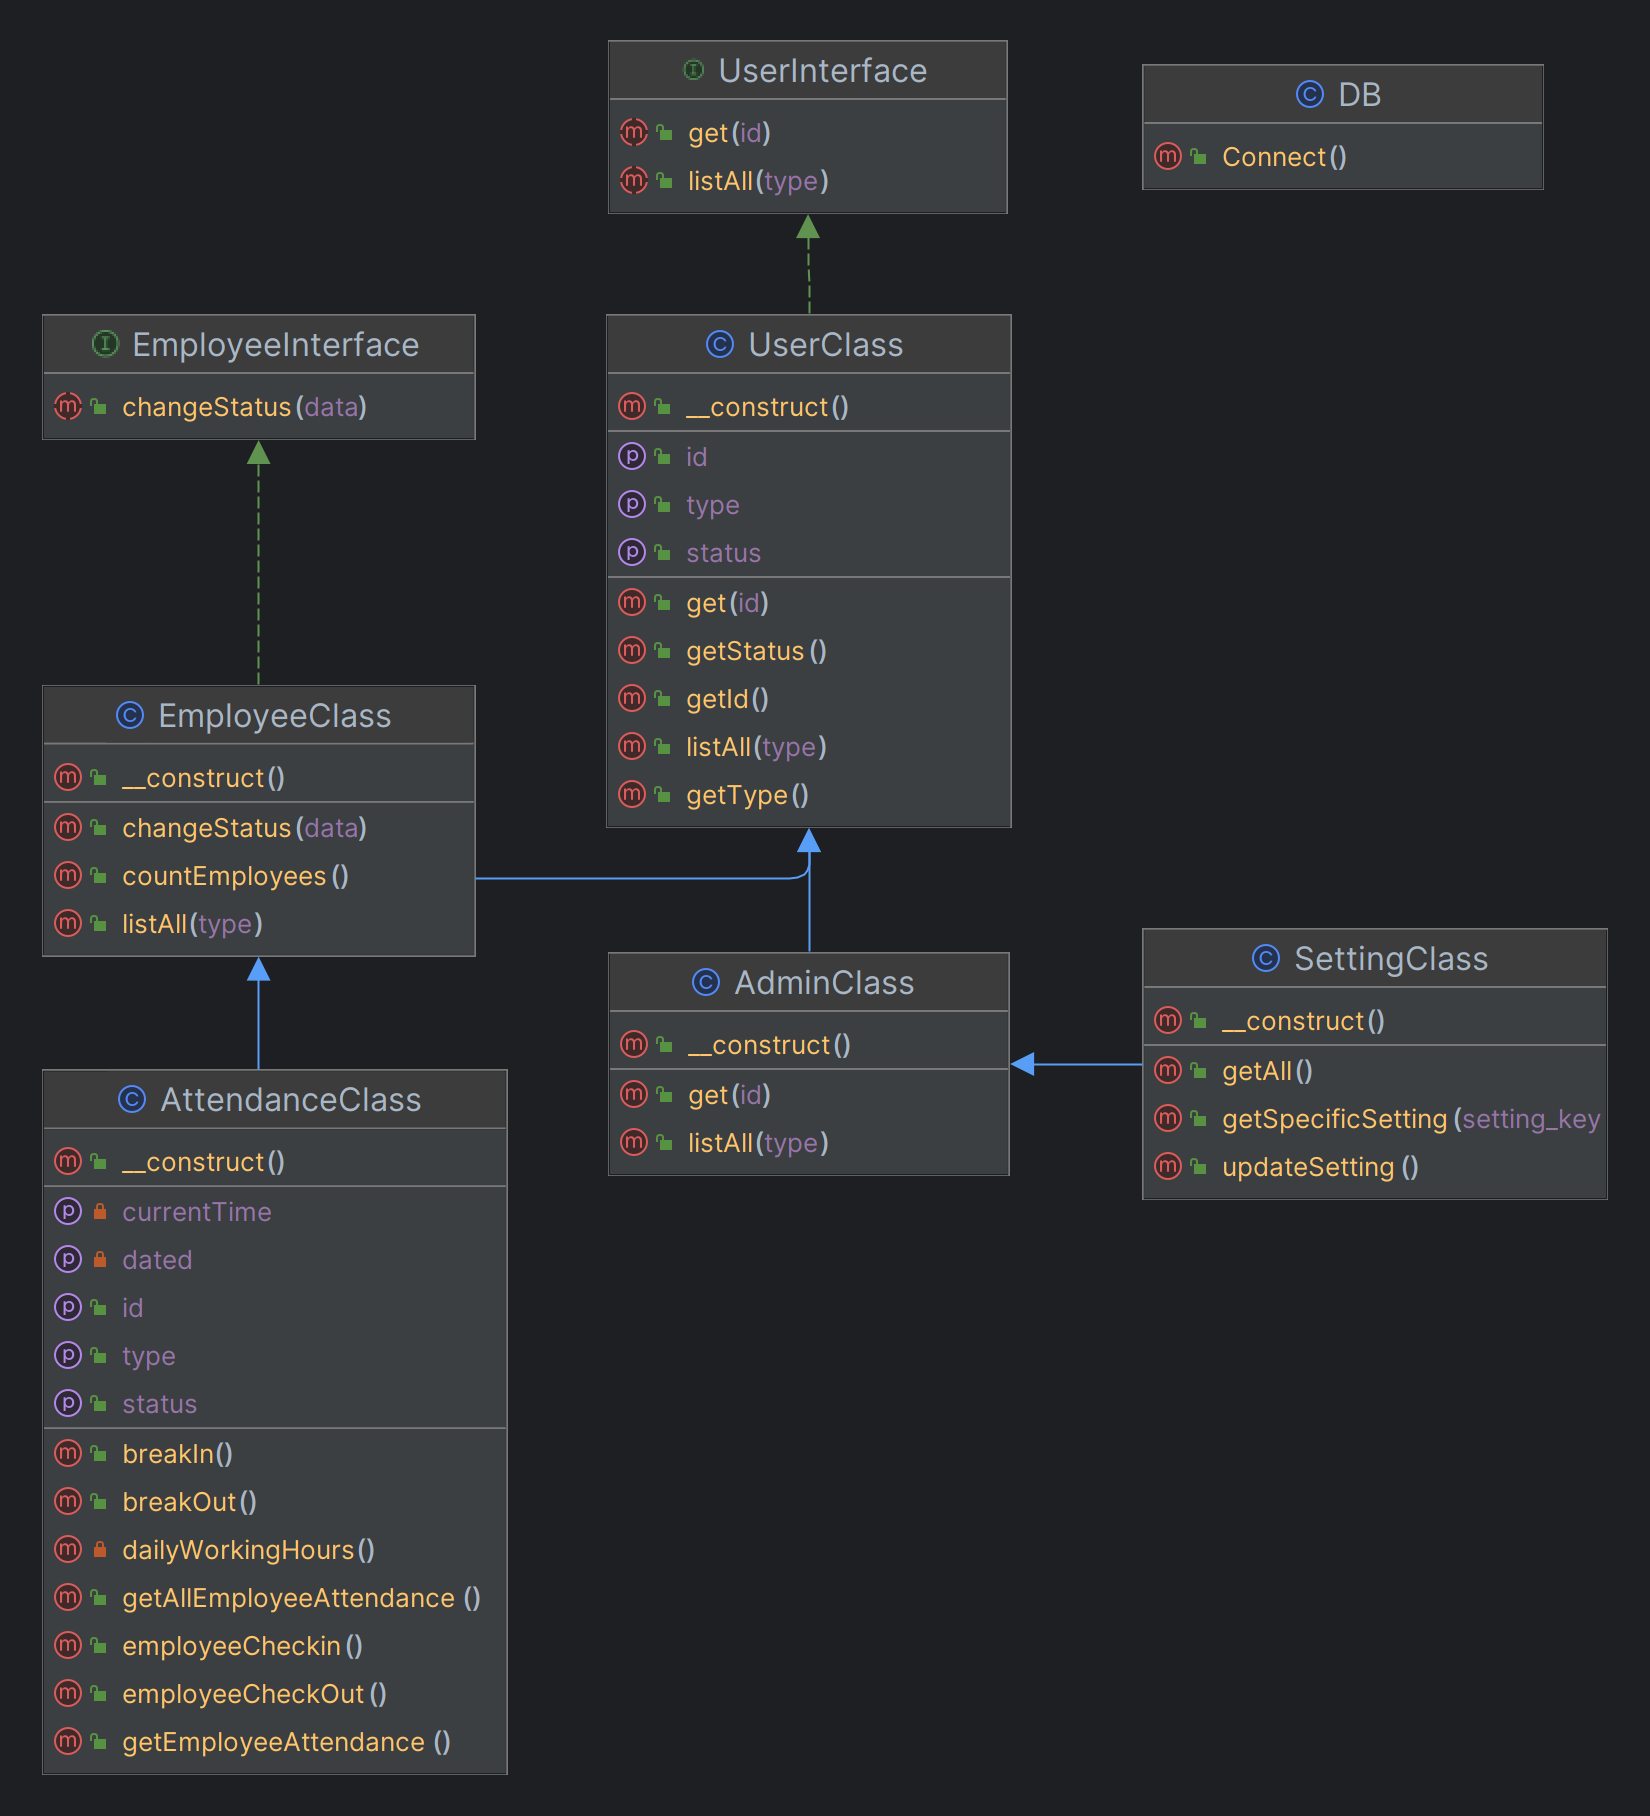 UserInterface
get(id)
listAll(type)
DB
Connect()
EmployeeInterface
changeStatus(data)
UserClass
__construct()
id
type
status
get(id)
getStatus()
getId()
listAll(type)
getType()
EmployeeClass
__construct()
changeStatus(data)
countEmployees()
listAll(type)
AdminClass
__construct()
get(id)
listAll(type)
SettingClass
__construct()
getAll()
getSpecificSetting(setting_key
updateSetting()
AttendanceClass
__construct()
currentTime
dated
id
type
status
breakIn()
breakOut()
dailyWorkingHours()
getAllEmployeeAttendance()
employeeCheckin()
employeeCheckOut()
getEmployeeAttendance()